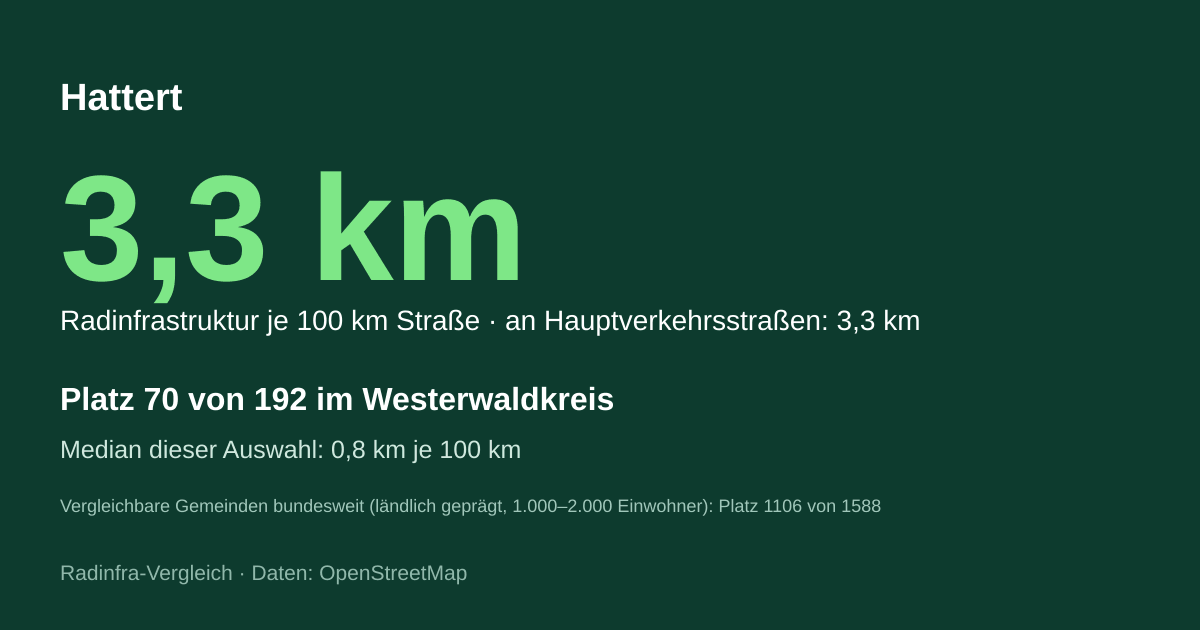 Hattert
3,3 km
Radinfrastruktur je 100 km Straße · an Hauptverkehrsstraßen: 3,3 km
Platz 70 von 192 im Westerwaldkreis
Median dieser Auswahl: 0,8 km je 100 km
Vergleichbare Gemeinden bundesweit (ländlich geprägt, 1.000–2.000 Einwohner): Platz 1106 von 1588
Radinfra-Vergleich · Daten: OpenStreetMap